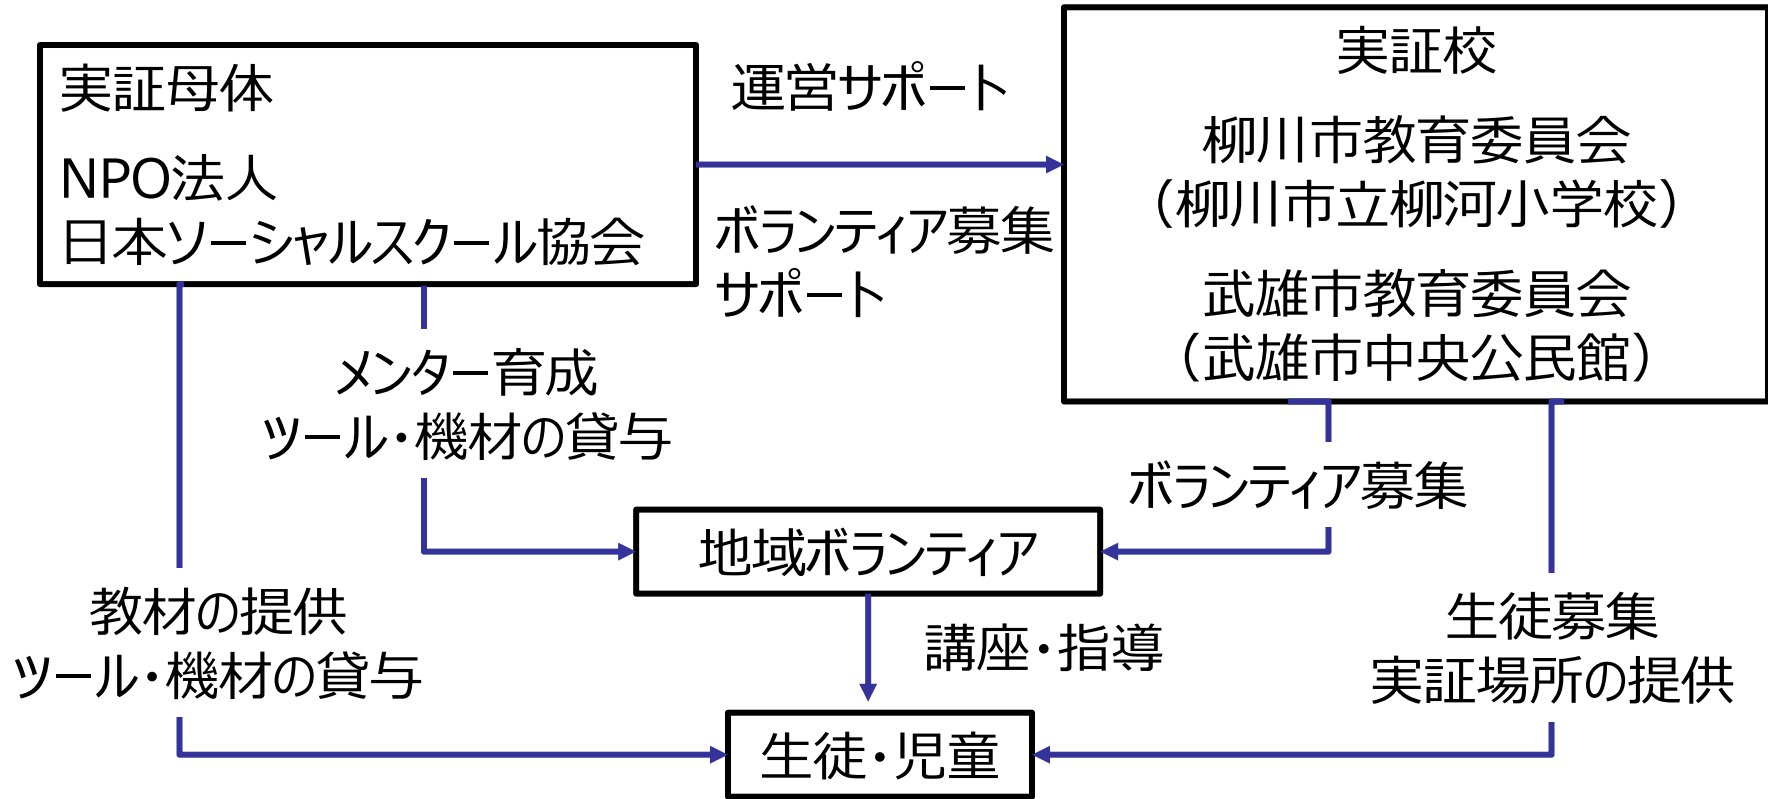 実証母体
NPO法人
日本ソーシャルスクール協会
運営サポート
ボランティア募集
サポート
実証校
柳川市教育委員会
（柳川市立柳河小学校）
武雄市教育委員会
（武雄市中央公民館）
メンター育成
ツール・機材の貸与
ボランティア募集
地域ボランティア
教材の提供
ツール・機材の貸与
講座・指導
生徒募集
実証場所の提供
生徒・児童